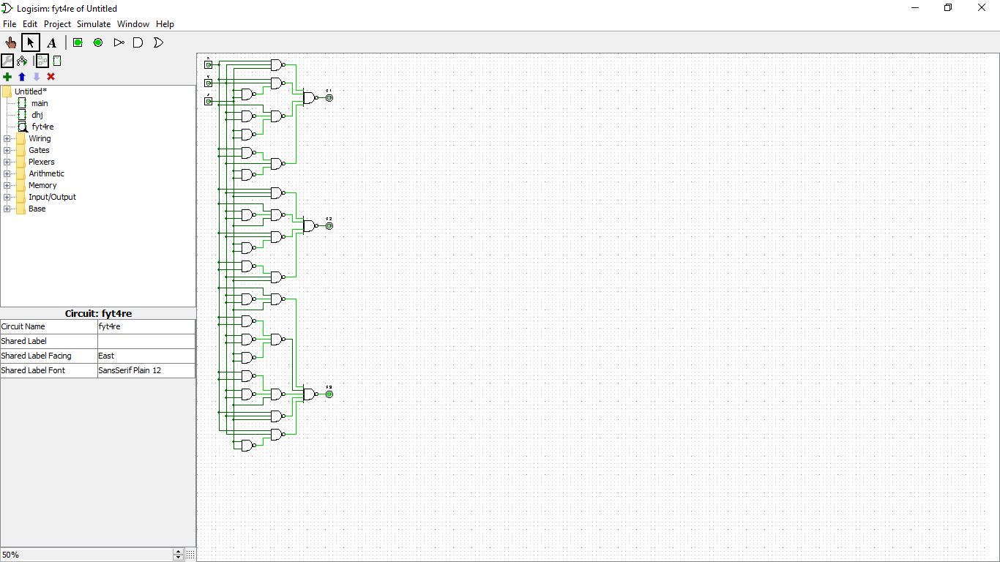 Logisim: fyt4re of Untitled
File Edit Project Simulate Window Help
A
Untitled*
main
dhj
fyt4re
Wiring
Gates
Plexers
Arithmetic
Memory
Input/Output
Base
Circuit: fyt4re
Circuit Name fyt4re
Shared Label
Shared Label Facing East
Shared Label Font SansSerif Plain 12
50%
X
Y
F1
F2
F3